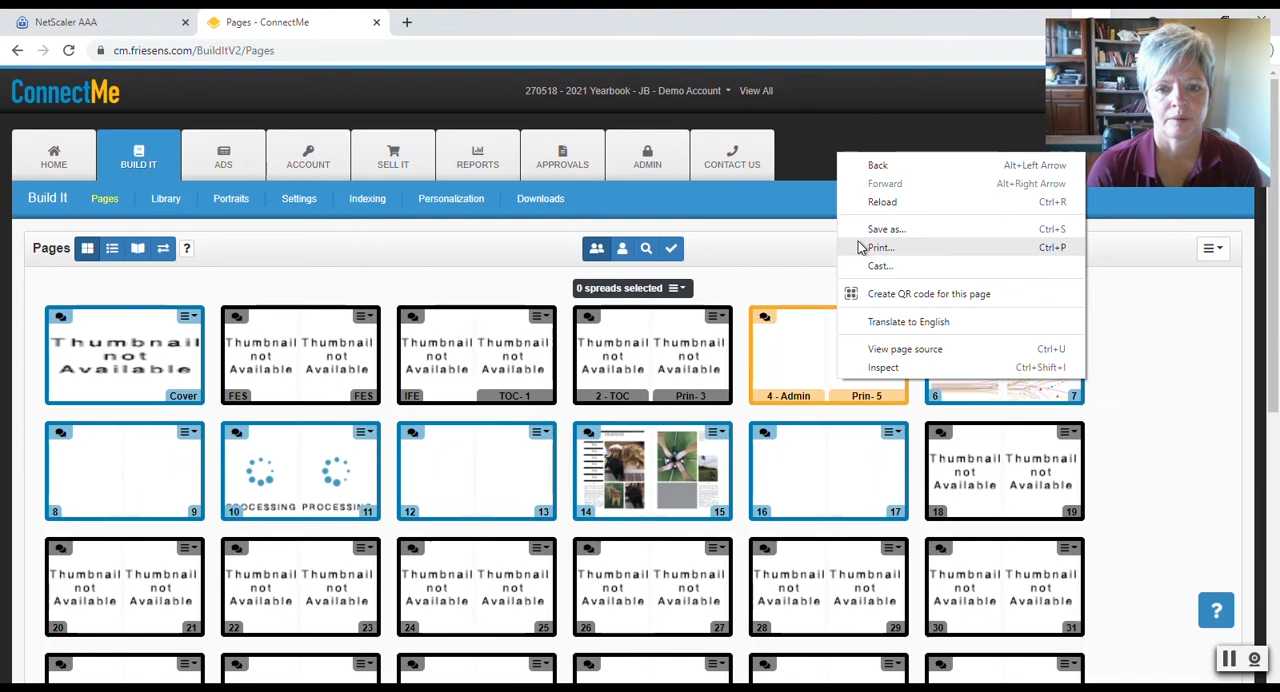 NetScaler AAA
Pages - ConnectMe
cm.friesens.com/BuildItV2/Pages
ConnectMe
270518 - 2021 Yearbook - JB - Demo Account View All
HOME
BUILD IT
ADS
ACCOUNT
SELL IT
REPORTS
APPROVALS
ADMIN
CONTACT US
Build It Pages Library Portraits Settings Indexing Personalization Downloads
Back Alt+Left Arrow
Forward Alt+Right Arrow
Reload Ctrl+R
Save as... Ctrl+S
Print... Ctrl+P
Cast...
Create QR code for this page
Translate to English
View page source Ctrl+U
Inspect Ctrl+Shift+I
Pages ?
0 spreads selected
Thumbnail not Available
Cover
Thumbnail not Available Thumbnail not Available
FES FES
Thumbnail not Available Thumbnail not Available
IFE TOC- 1
Thumbnail not Available Thumbnail not Available
2 - TOC Prin- 3
4 - Admin Prin- 5
6 7
8 9
PROCESSING PROCESSING
10 11
12 13
14 15
16 17
Thumbnail not Available Thumbnail not Available
18 19
Thumbnail not Available Thumbnail not Available
20 21
Thumbnail not Available Thumbnail not Available
22 23
Thumbnail not Available Thumbnail not Available
24 25
Thumbnail not Available Thumbnail not Available
26 27
Thumbnail not Available Thumbnail not Available
28 29
Thumbnail not Available Thumbnail not Available
30 31
?